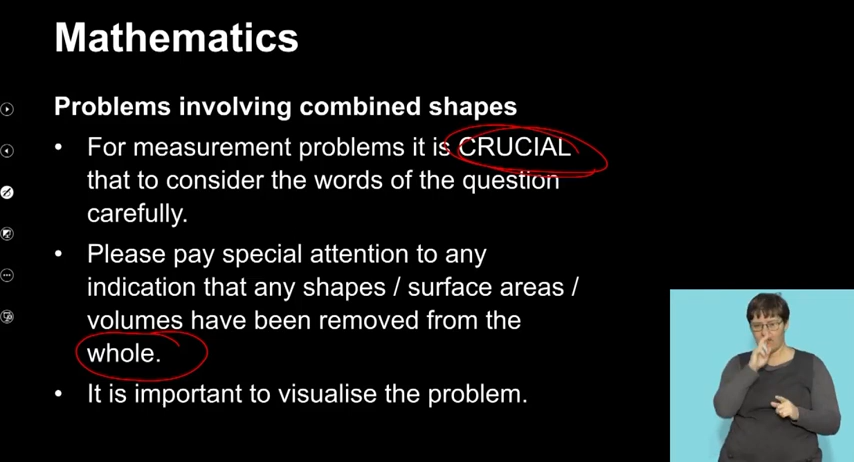 Mathematics
Problems involving combined shapes
• For measurement problems it is CRUCIAL
that to consider the words of the question
carefully.
• Please pay special attention to any
indication that any shapes / surface areas /
volumes have been removed from the
whole.
• It is important to visualise the problem.